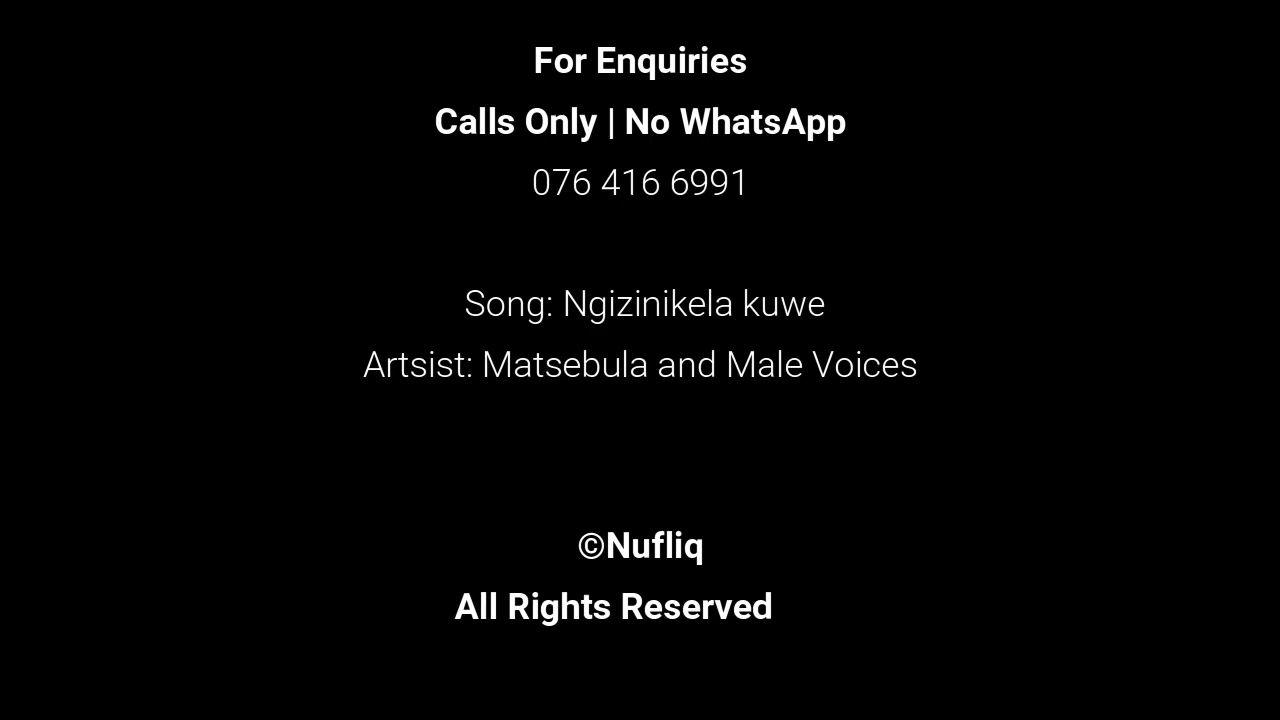 For Enquiries
Calls Only | No WhatsApp
076 416 6991
Song: Ngizinikela kuwe
Artsist: Matsebula and Male Voices
©Nufliq
All Rights Reserved